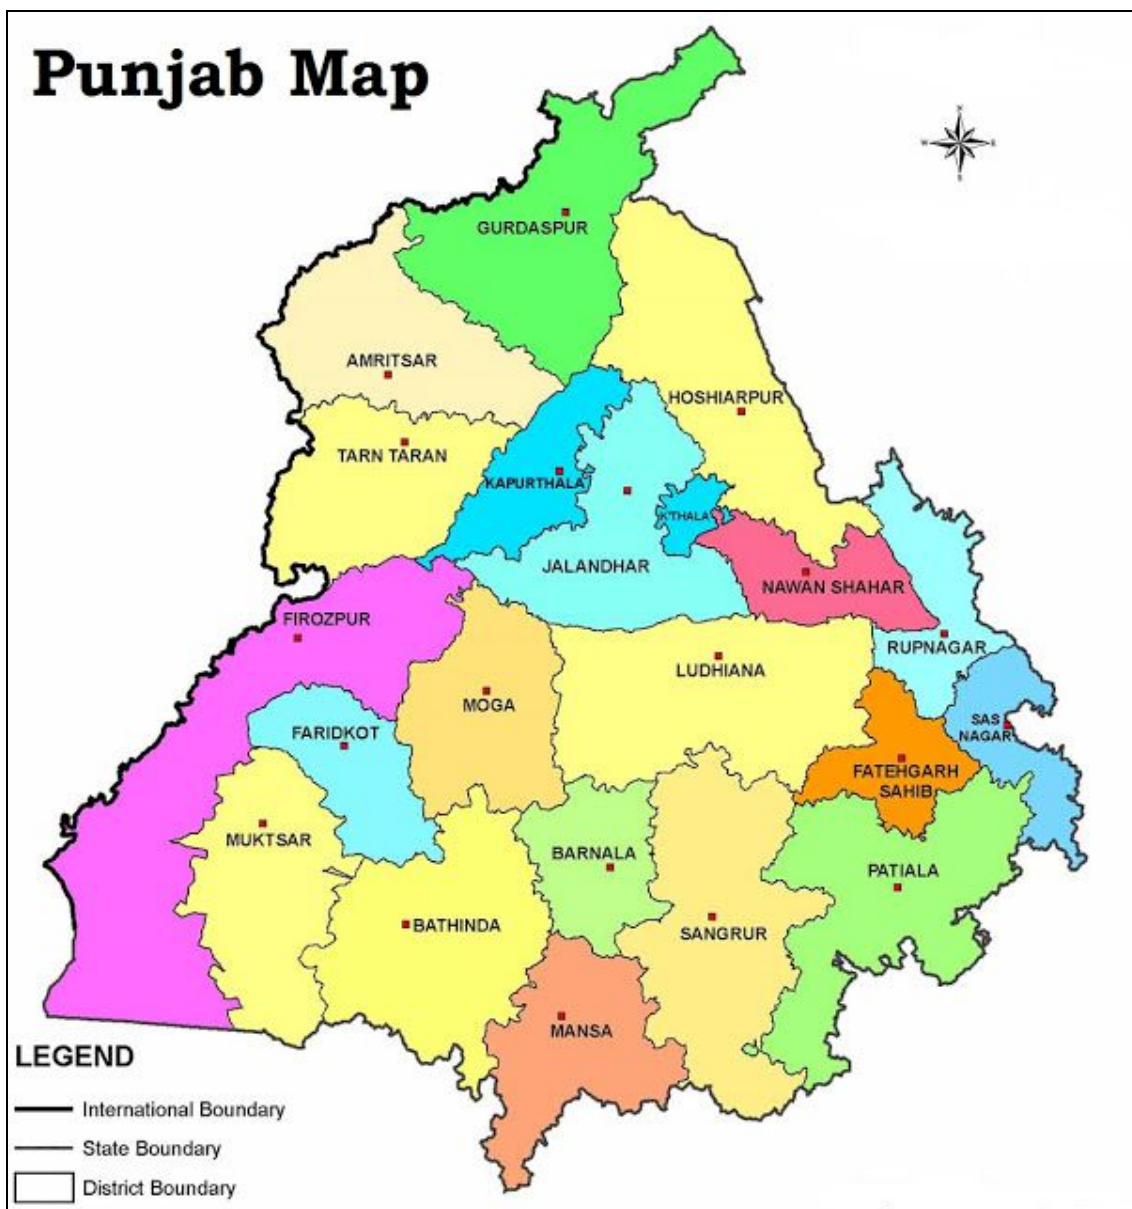 Punjab Map
N
W
E
S
GURDASPUR
AMRITSAR
HOSHIARPUR
TARN TARAN
KAPURTHALA
K'THALA
JALANDHAR
NAWAN SHAHAR
FIROZPUR
RUPNAGAR
LUDHIANA
MOGA
SAS
NAGAR
FARIDKOT
FATEHGARH
SAHIB
MUKTSAR
BARNALA
PATIALA
BATHINDA
SANGRUR
MANSA
LEGEND
International Boundary
State Boundary
District Boundary